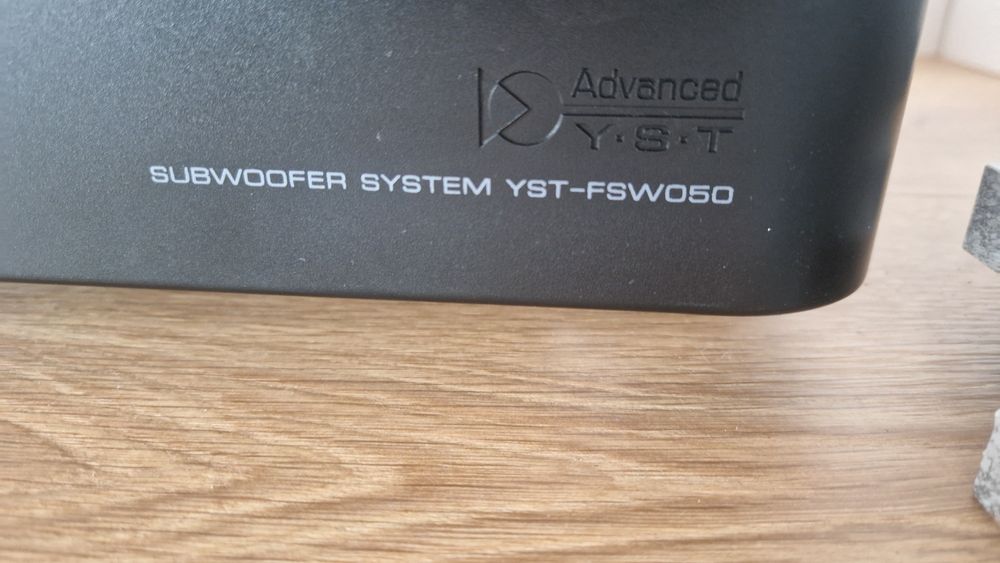 Advanced
Y·S·T
SUBWOOFER SYSTEM YST-FSW050